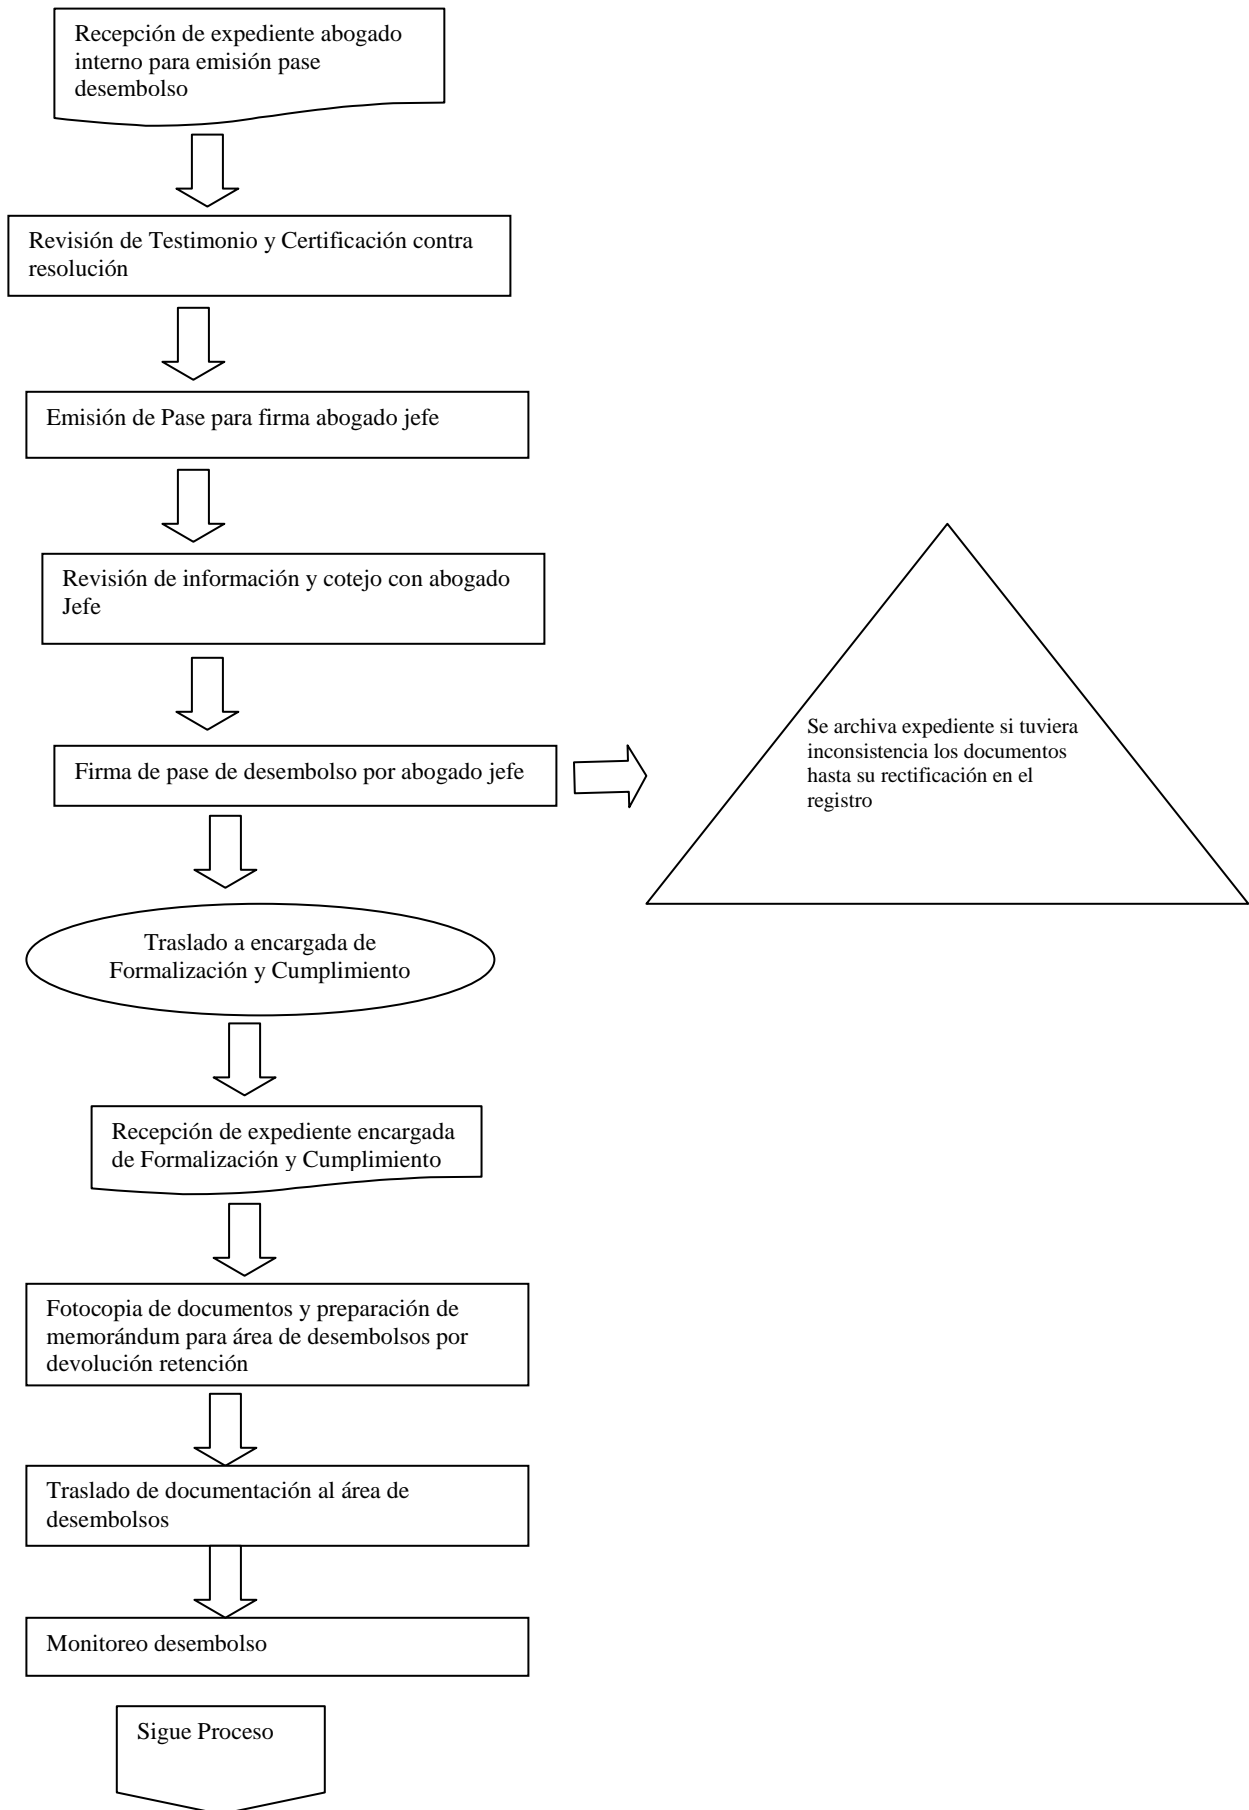 Recepción de expediente abogado
interno para emisión pase
desembolso
Revisión de Testimonio y Certificación contra
resolución
Emisión de Pase para firma abogado jefe
Revisión de información y cotejo con abogado
Jefe
Firma de pase de desembolso por abogado jefe
Se archiva expediente si tuviera
inconsistencia los documentos
hasta su rectificación en el
registro
Traslado a encargada de
Formalización y Cumplimiento
Recepción de expediente encargada
de Formalización y Cumplimiento
Fotocopia de documentos y preparación de
memorándum para área de desembolsos por
devolución retención
Traslado de documentación al área de
desembolsos
Monitoreo desembolso
Sigue Proceso